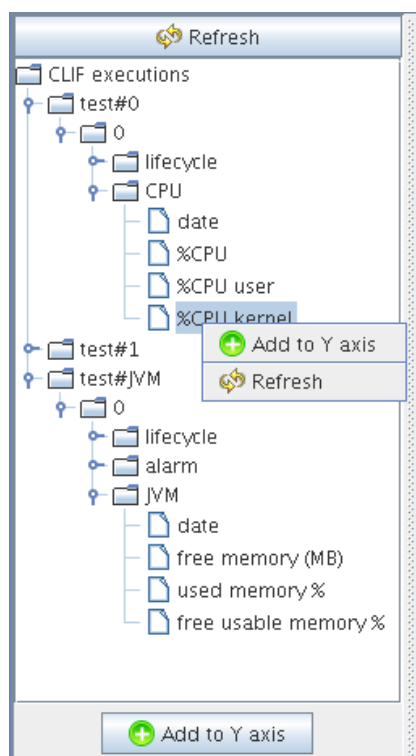 Refresh
CLIF executions
test#0
0
lifecycle
CPU
date
%CPU
%CPU user
%CPU kernel
Add to Y axis
test#1
Refresh
test#JVM
0
lifecycle
alarm
JVM
date
free memory (MB)
used memory %
free usable memory %
Add to Y axis